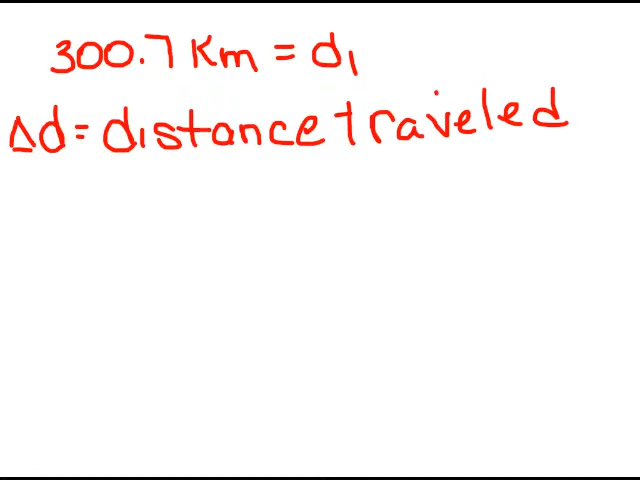 300.7 Km = d₁
Δd = distance traveled